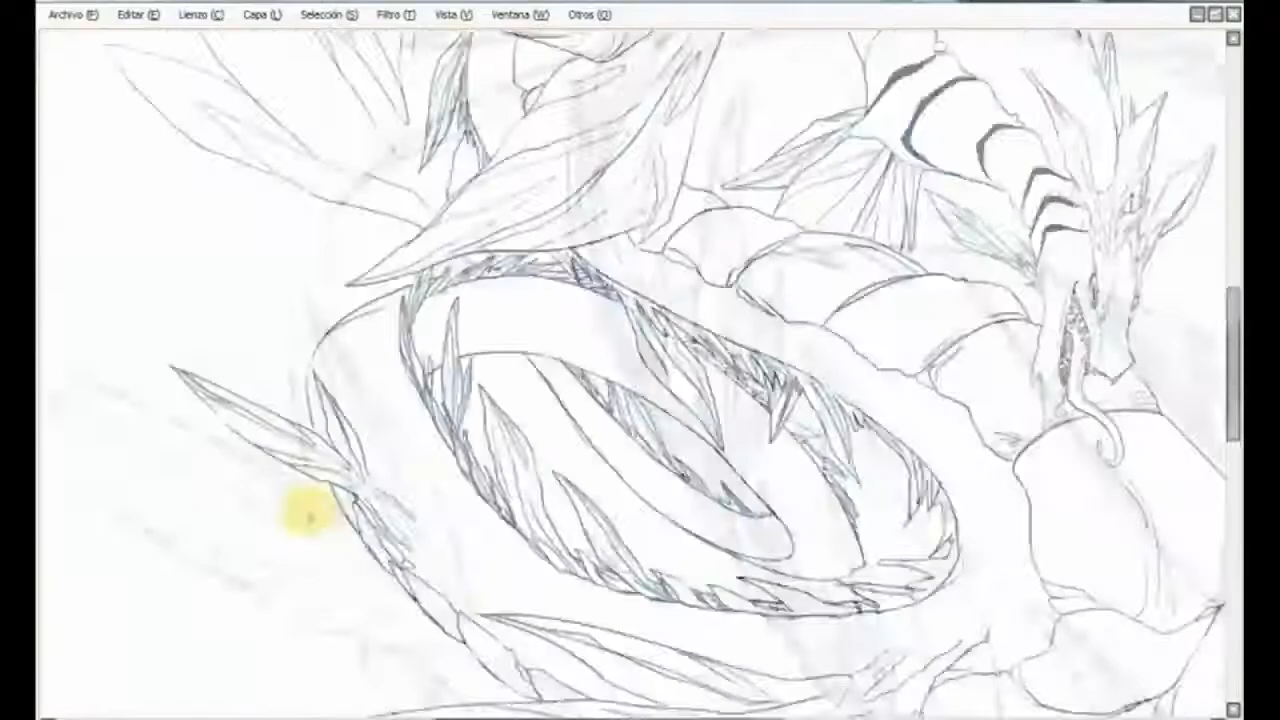 Archivo (F) Editar (E) Lienzo (C) Capa (L) Selección (S) Filtro (T) Vista (V) Ventana (W) Otros (O)